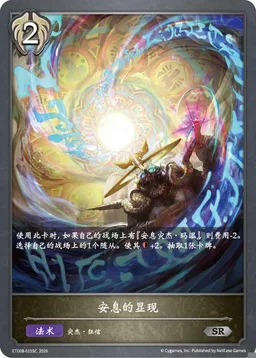 2
使用此卡时,如果自己的战场上有『安息灾杰・玛温』则费用-2。
选择自己的战场上的1个随从。使其+2。抽取1张卡牌。
安息的显现
法术
灾杰・狂信
SR
© Cygames, Inc. Published by NetEase Games